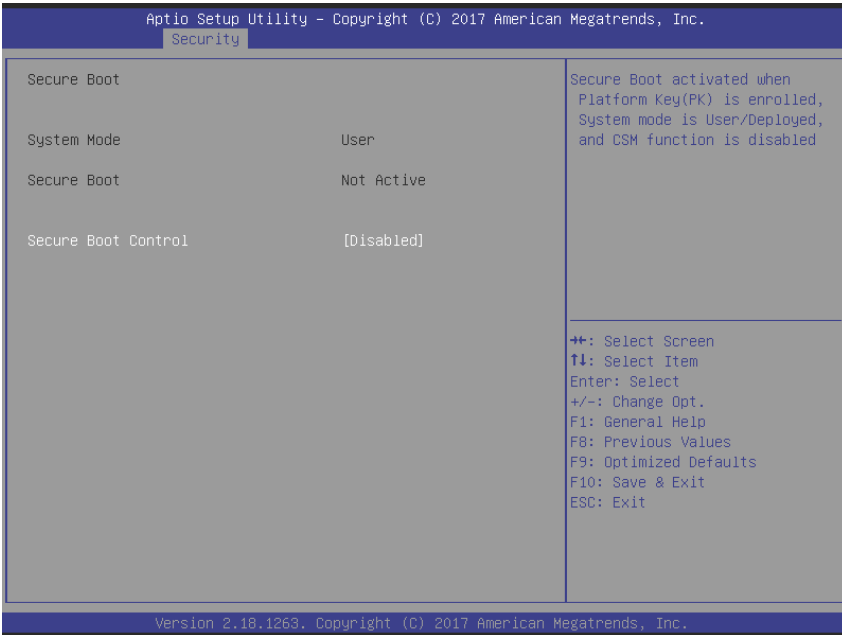 Aptio Setup Utility – Copyright (C) 2017 American Megatrends, Inc.
Security
Secure Boot
System Mode User
Secure Boot Not Active
Secure Boot Control [Disabled]
Secure Boot activated when
Platform Key(PK) is enrolled,
System mode is User/Deployed,
and CSM function is disabled
→←: Select Screen
↑↓: Select Item
Enter: Select
+/-: Change Opt.
F1: General Help
F8: Previous Values
F9: Optimized Defaults
F10: Save & Exit
ESC: Exit
Version 2.18.1263. Copyright (C) 2017 American Megatrends, Inc.